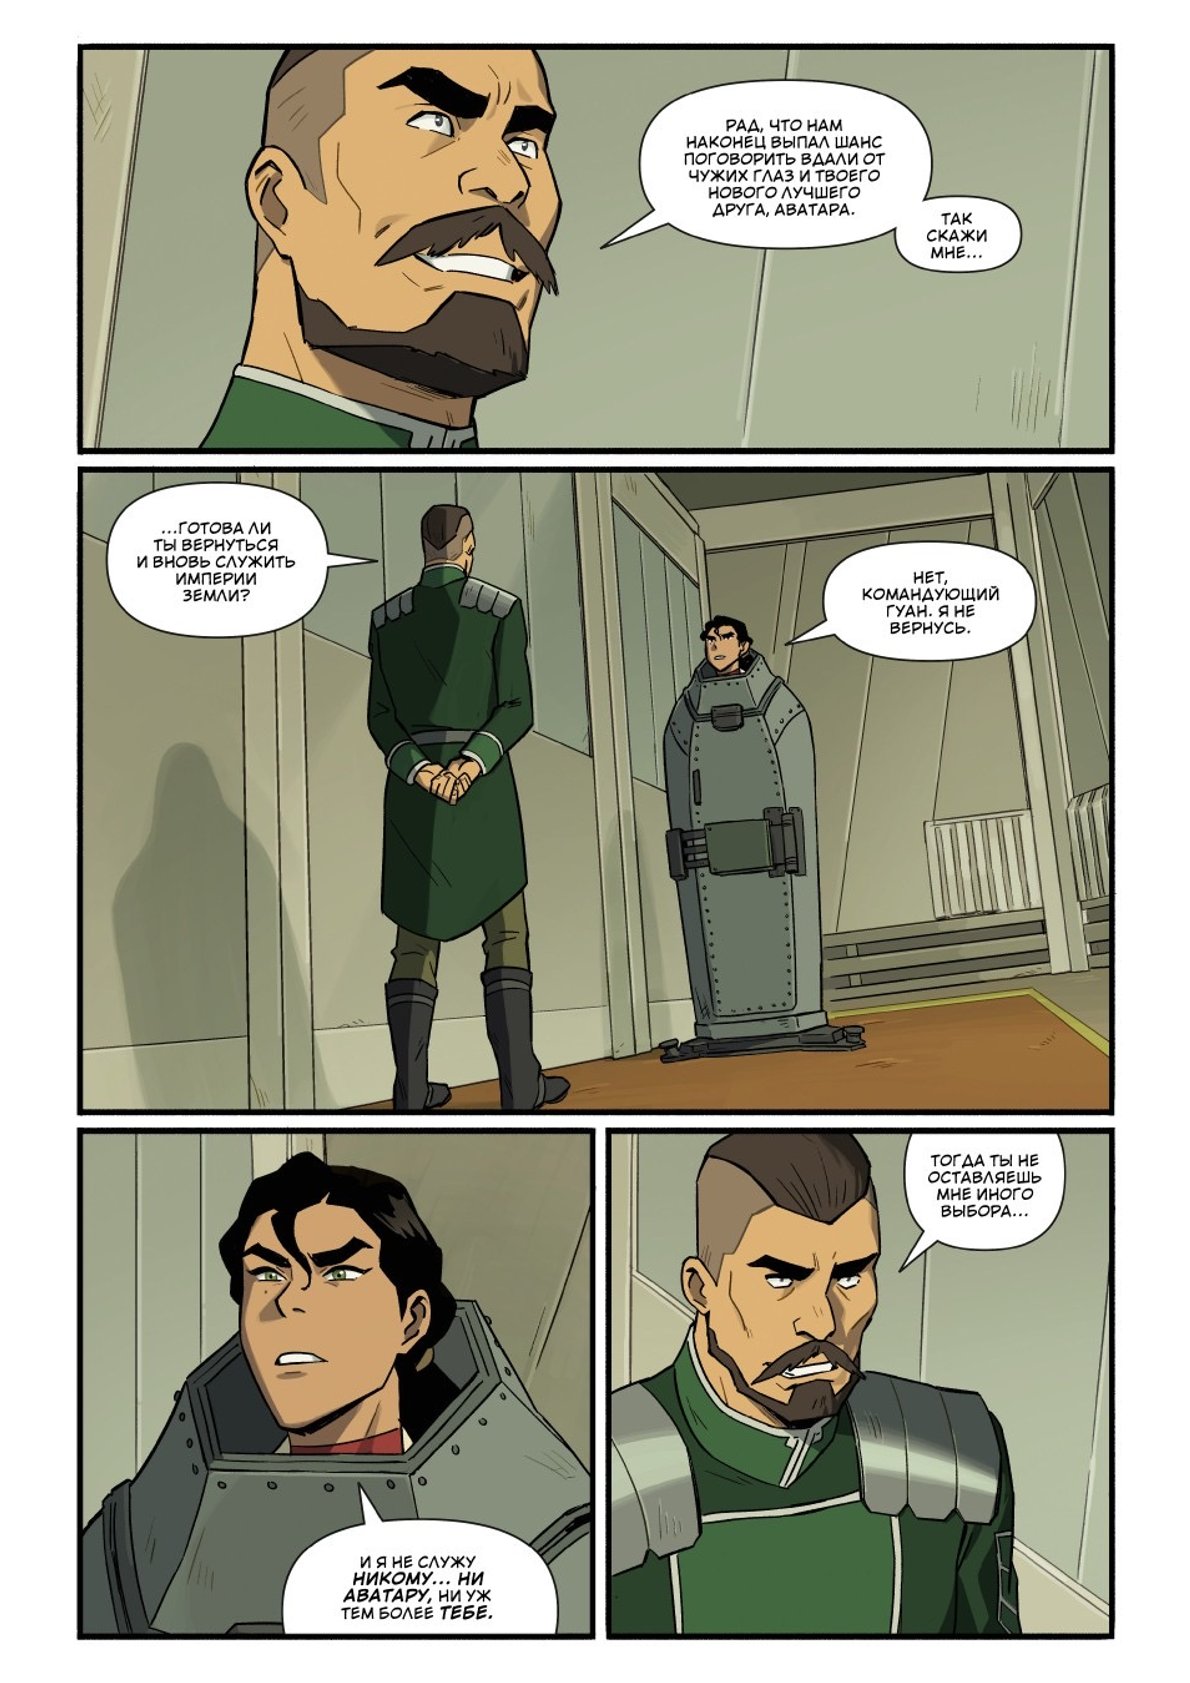 РАД, ЧТО НАМ
НАКОНЕЦ ВЫПАЛ ШАНС
ПОГОВОРИТЬ ВДАЛИ ОТ
ЧУЖИХ ГЛАЗ И ТВОЕГО
НОВОГО ЛУЧШЕГО
ДРУГА, АВАТАРА.
ТАК
СКАЖИ
МНЕ...
...ГОТОВА ЛИ
ТЫ ВЕРНУТЬСЯ
И ВНОВЬ СЛУЖИТЬ
ИМПЕРИИ
ЗЕМЛИ?
НЕТ,
КОМАНДУЮЩИЙ
ГУАН. Я НЕ
ВЕРНУСЬ.
И Я НЕ СЛУЖУ
НИКОМУ... НИ
АВАТАРУ, НИ УЖ
ТЕМ БОЛЕЕ ТЕБЕ.
ТОГДА ТЫ НЕ
ОСТАВЛЯЕШЬ
МНЕ ИНОГО
ВЫБОРА...